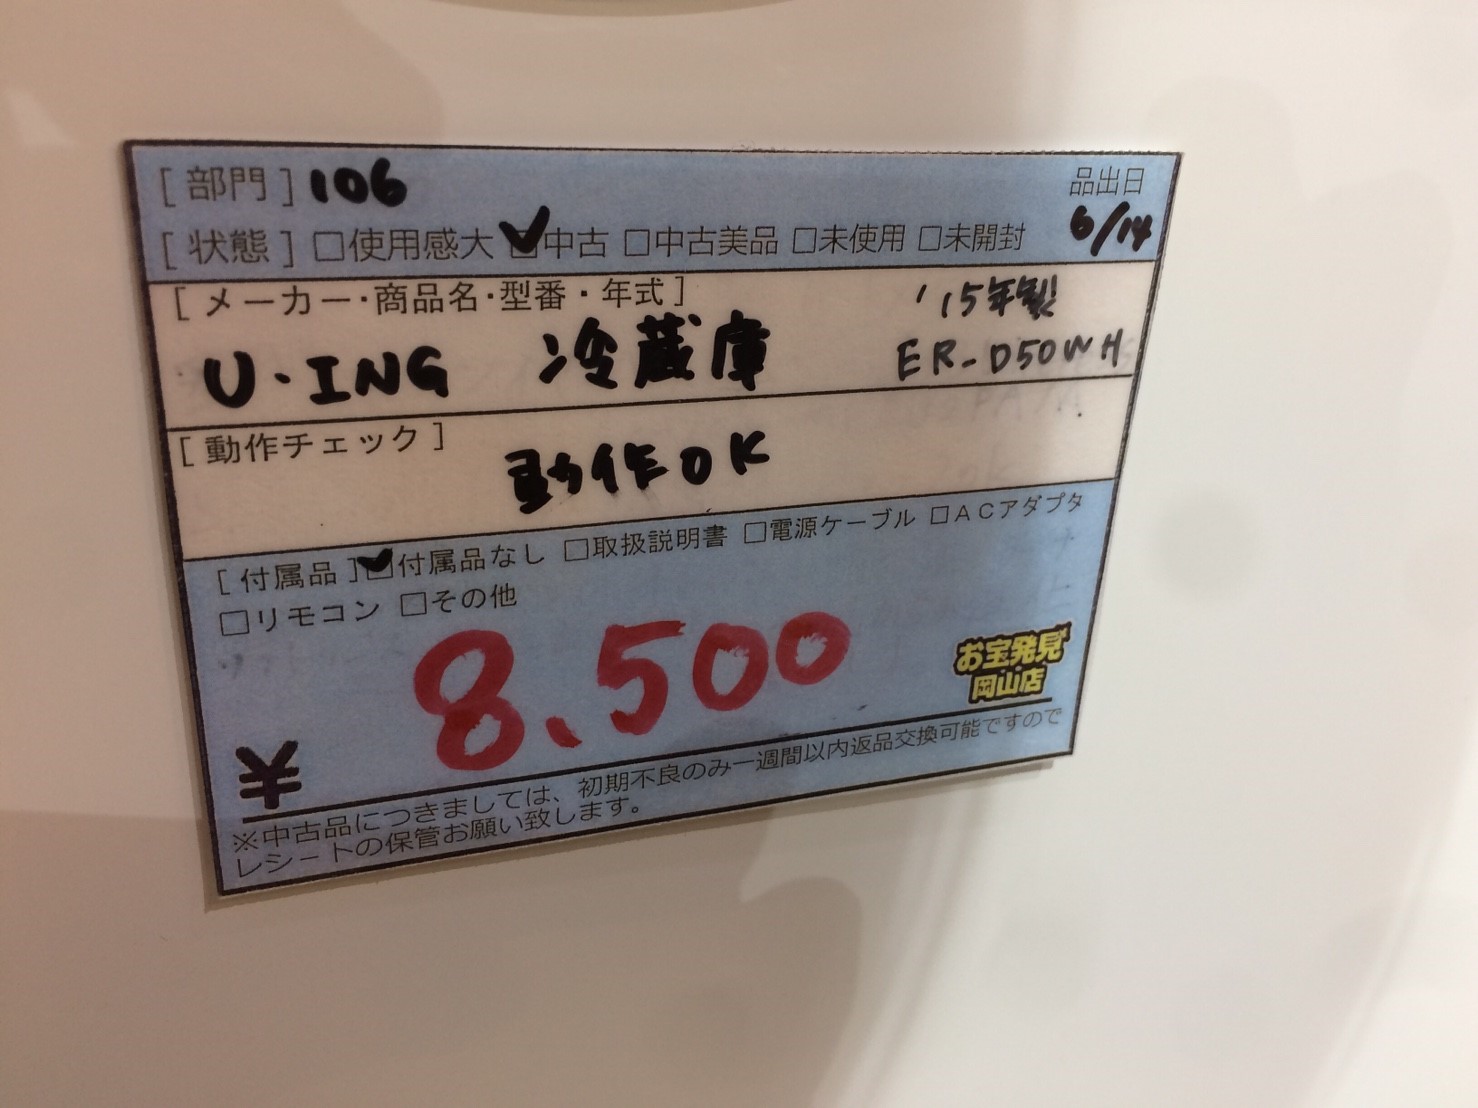 [部門] 106 品出日
6/14
[状態] □使用感大 ☑中古 □中古美品 □未使用 □未開封
[メーカー・商品名・型番・年式] '15年製
U・ING 冷蔵庫 ER-D50WH
[動作チェック]
動作OK
[付属品] ☑付属品なし □取扱説明書 □電源ケーブル □ACアダプタ
□リモコン □その他
¥ 8,500
お宝発見
岡山店
※中古品につきましては、初期不良のみ一週間以内返品交換可能ですので
レシートの保管お願い致します。